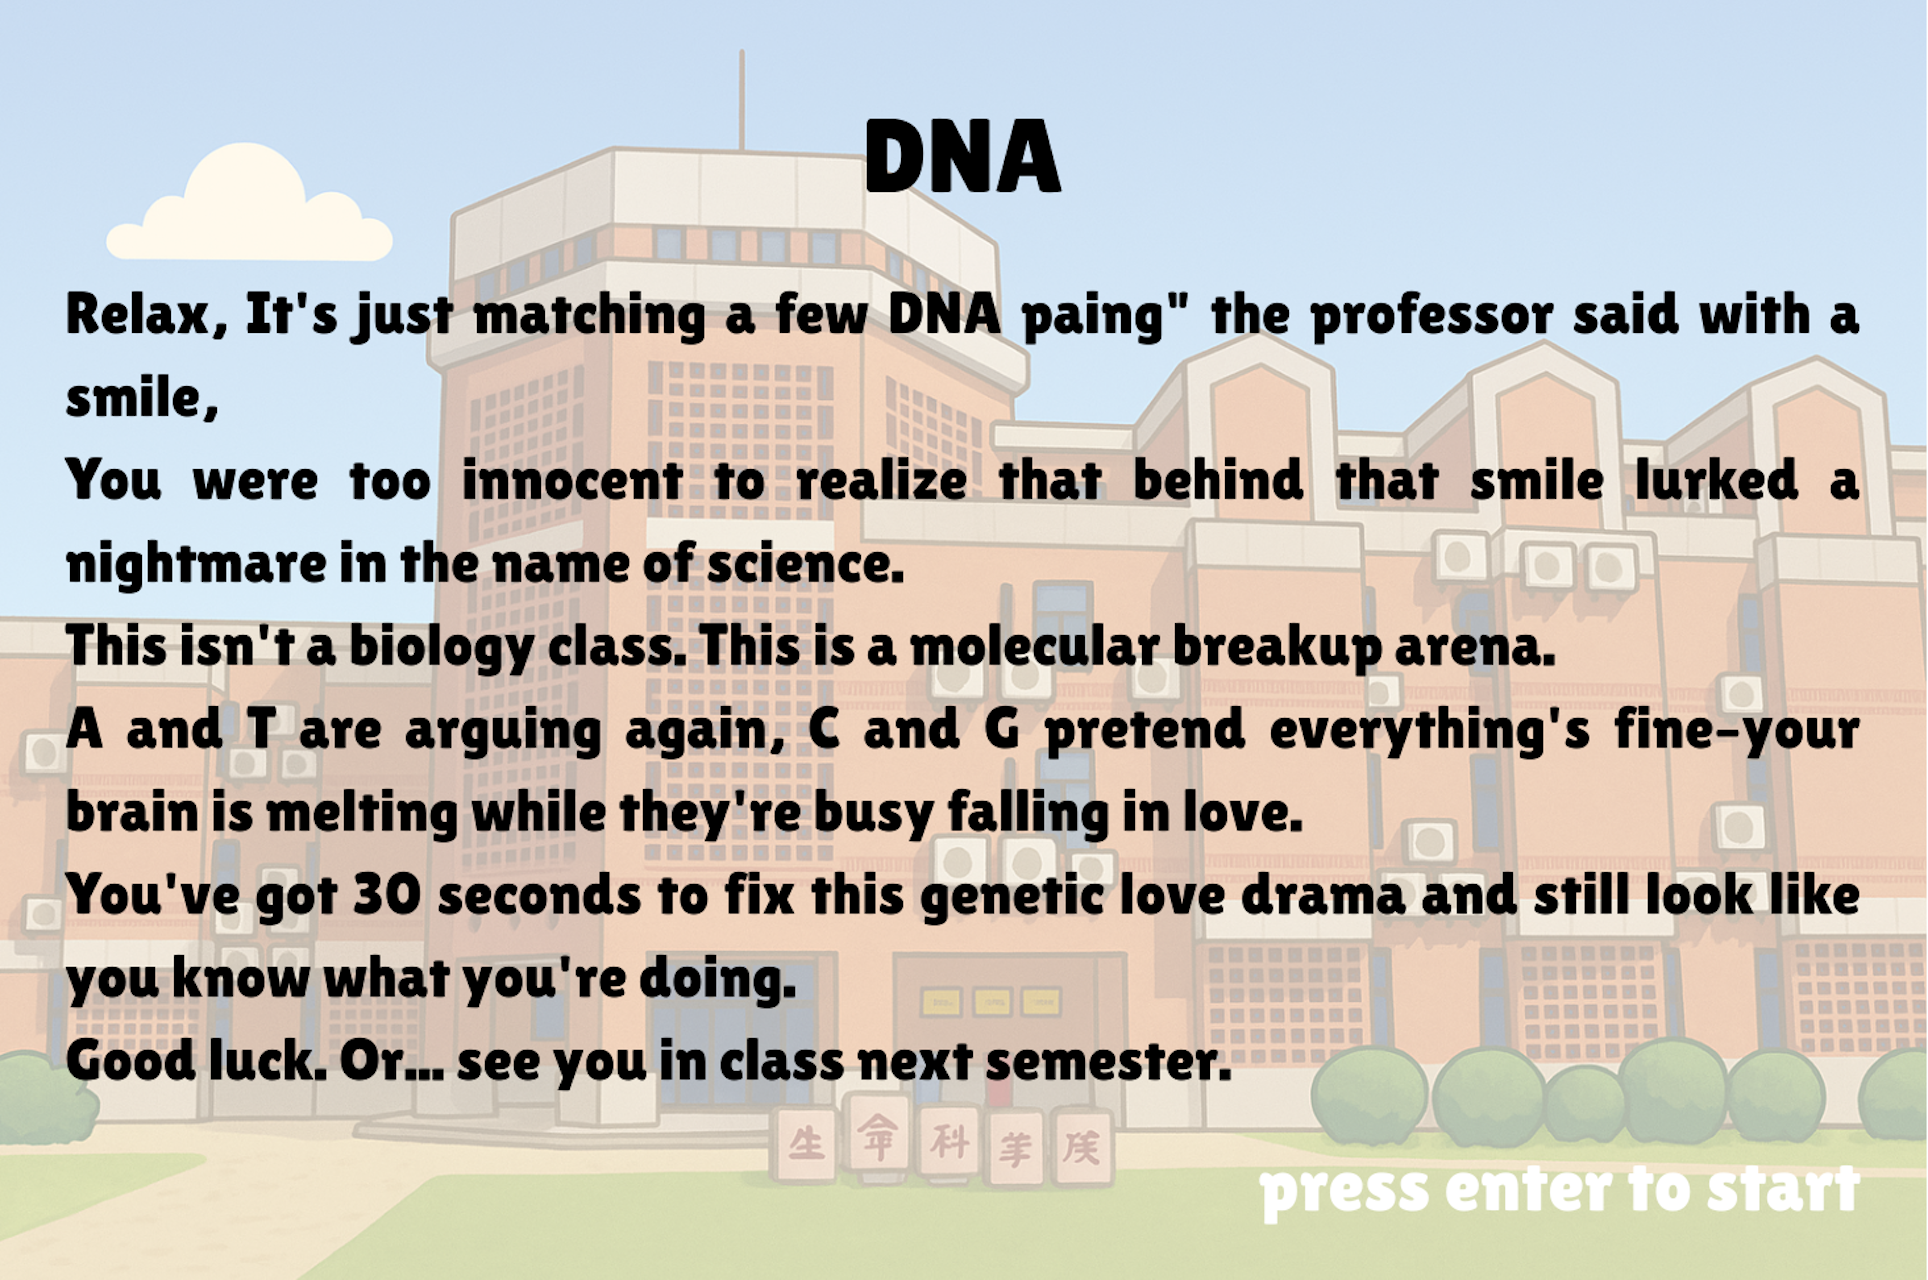 DNA
Relax, It's just matching a few DNA paing" the professor said with a
smile,
You were too innocent to realize that behind that smile lurked a
nightmare in the name of science.
This isn't a biology class. This is a molecular breakup arena.
A and T are arguing again, C and G pretend everything's fine-your
brain is melting while they're busy falling in love.
You've got 30 seconds to fix this genetic love drama and still look like
you know what you're doing.
Good luck. Or... see you in class next semester.
生命科
press enter to start